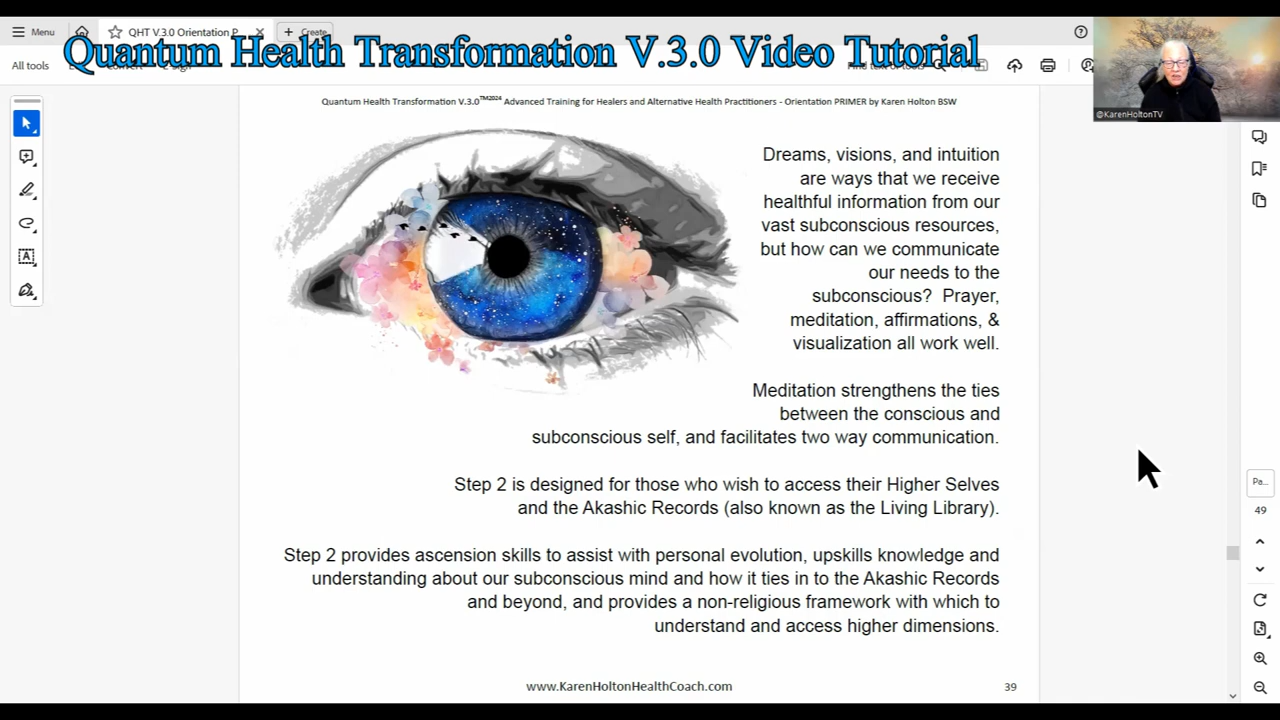 Menu
QHT V.3.0 Orientation P
Create
Quantum Health Transformation V.3.0 Video Tutorial
All tools
@KarenHoltonTV
Quantum Health Transformation V.3.0™2024 Advanced Training for Healers and Alternative Health Practitioners - Orientation PRIMER by Karen Holton BSW
Dreams, visions, and intuition
are ways that we receive
healthful information from our
vast subconscious resources,
but how can we communicate
our needs to the
subconscious? Prayer,
meditation, affirmations, &
visualization all work well.
Meditation strengthens the ties
between the conscious and
subconscious self, and facilitates two way communication.
Step 2 is designed for those who wish to access their Higher Selves
and the Akashic Records (also known as the Living Library).
Step 2 provides ascension skills to assist with personal evolution, upskills knowledge and
understanding about our subconscious mind and how it ties in to the Akashic Records
and beyond, and provides a non-religious framework with which to
understand and access higher dimensions.
www.KarenHoltonHealthCoach.com
39
Pa...
49